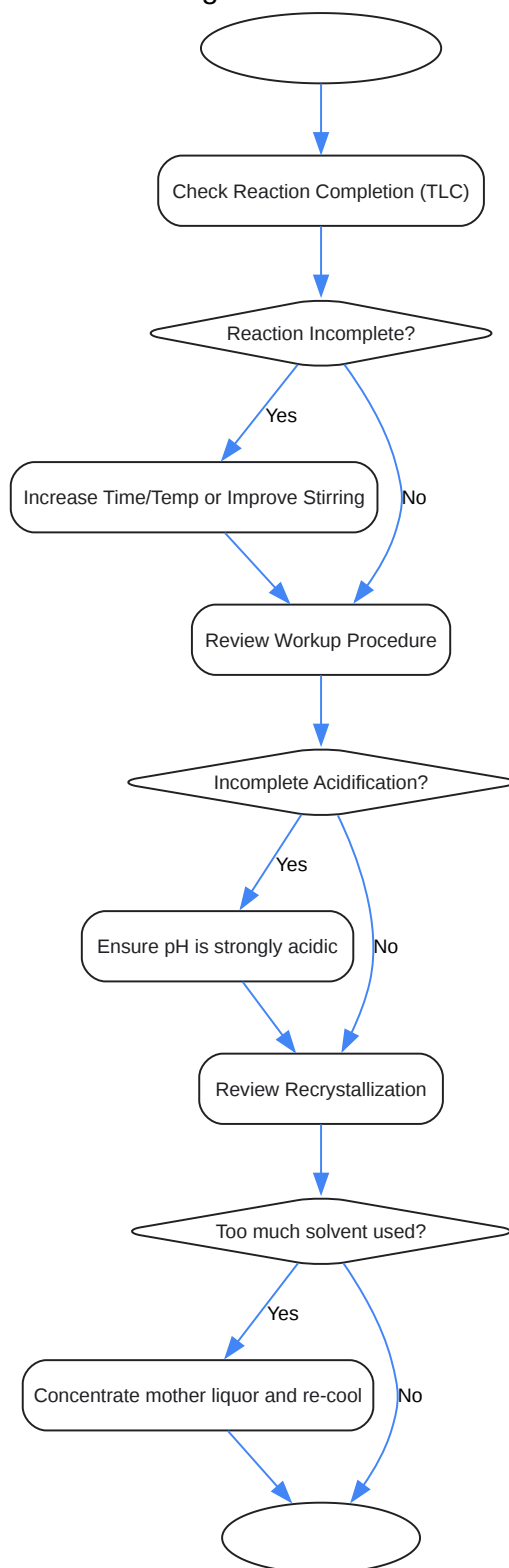 Check Reaction Completion (TLC)
Reaction Incomplete?
Yes
Increase Time/Temp or Improve Stirring
No
Review Workup Procedure
Incomplete Acidification?
Yes
Ensure pH is strongly acidic
No
Review Recrystallization
Too much solvent used?
Yes
Concentrate mother liquor and re-cool
No